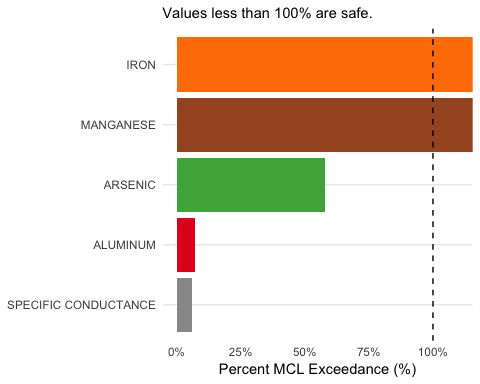 Values less than 100% are safe.
IRON
MANGANESE
ARSENIC
ALUMINUM
SPECIFIC CONDUCTANCE
0% 25% 50% 75% 100%
Percent MCL Exceedance (%)